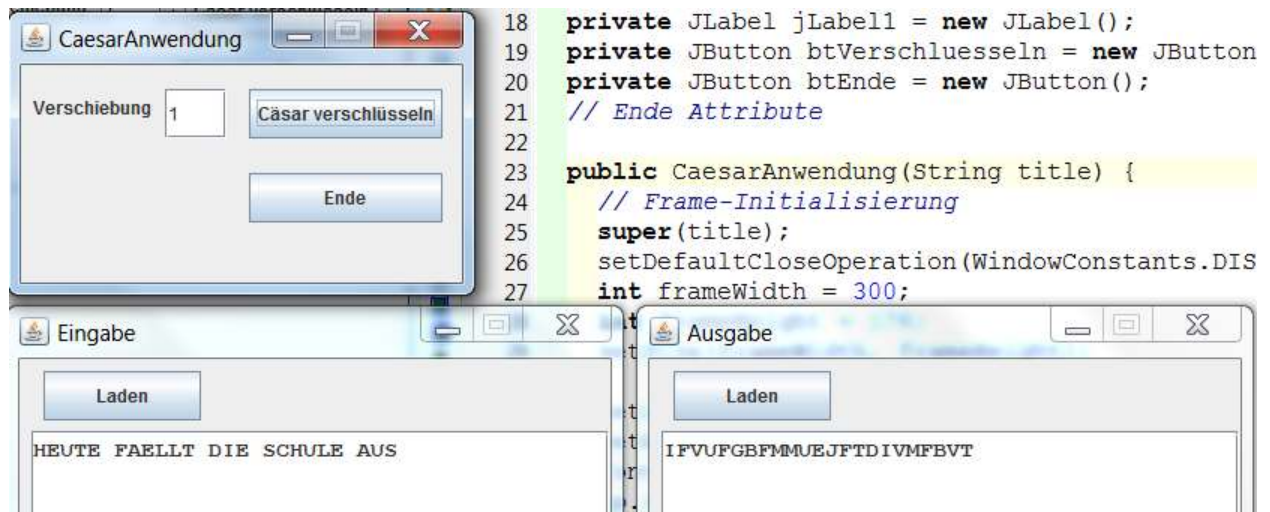 CaesarAnwendung
Verschiebung 1 Cäsar verschlüsseln
Ende
18 private JLabel jLabel1 = new JLabel();
19 private JButton btVerschluesseln = new JButton
20 private JButton btEnde = new JButton();
21 // Ende Attribute
22
23 public CaesarAnwendung(String title) {
24 // Frame-Initialisierung
25 super(title);
26 setDefaultCloseOperation(WindowConstants.DIS
27 int frameWidth = 300;
Eingabe
Laden
HEUTE FAELLT DIE SCHULE AUS
Ausgabe
Laden
IFVUFGBFMMUEJFTDIVMFBVT